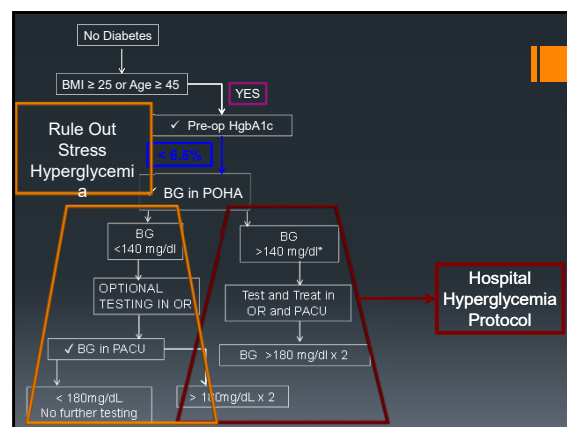 No Diabetes
BMI ≥ 25 or Age ≥ 45
YES
✓ Pre-op HgbA1c
Rule Out
Stress
Hyperglycemi
a
< 6.5%
✓ BG in POHA
BG
<140 mg/dl
BG
>140 mg/dl*
OPTIONAL
TESTING IN OR
Test and Treat in
OR and PACU
Hospital
Hyperglycemia
Protocol
✓ BG in PACU
BG >180 mg/dl x 2
< 180mg/dL
No further testing
> 180mg/dL x 2